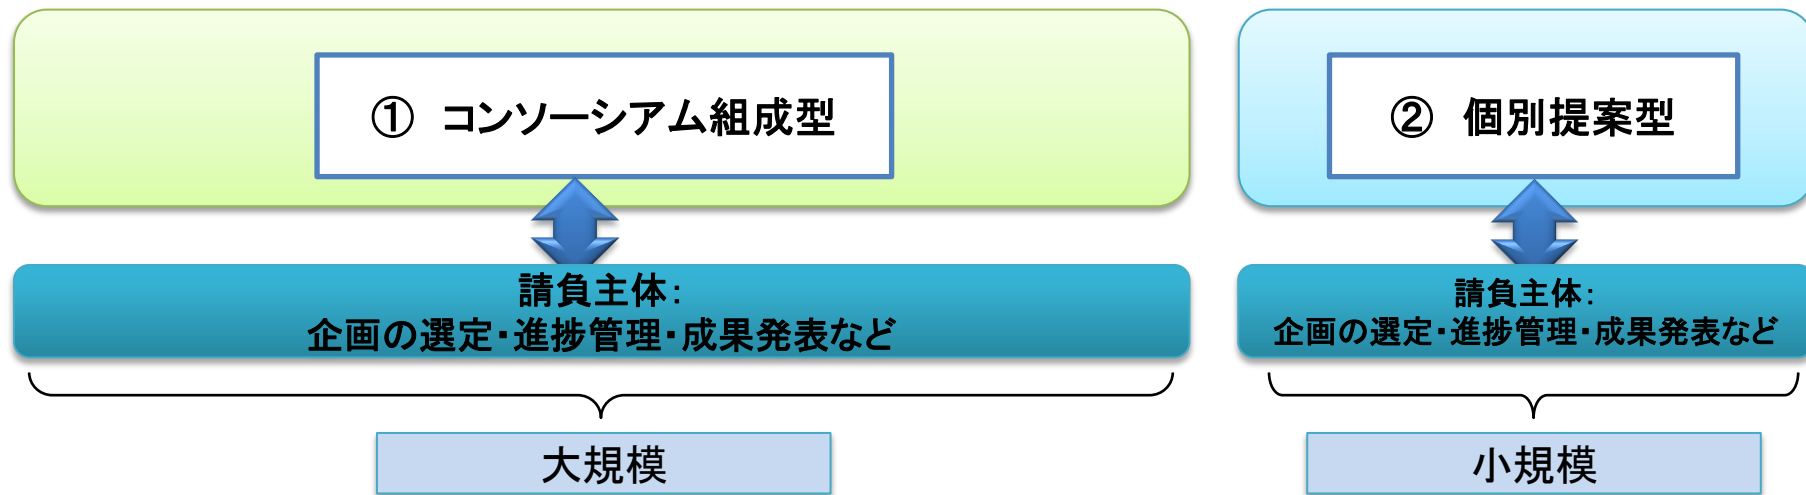 ① コンソーシアム組成型
請負主体：
企画の選定・進捗管理・成果発表など
大規模
② 個別提案型
請負主体：
企画の選定・進捗管理・成果発表など
小規模